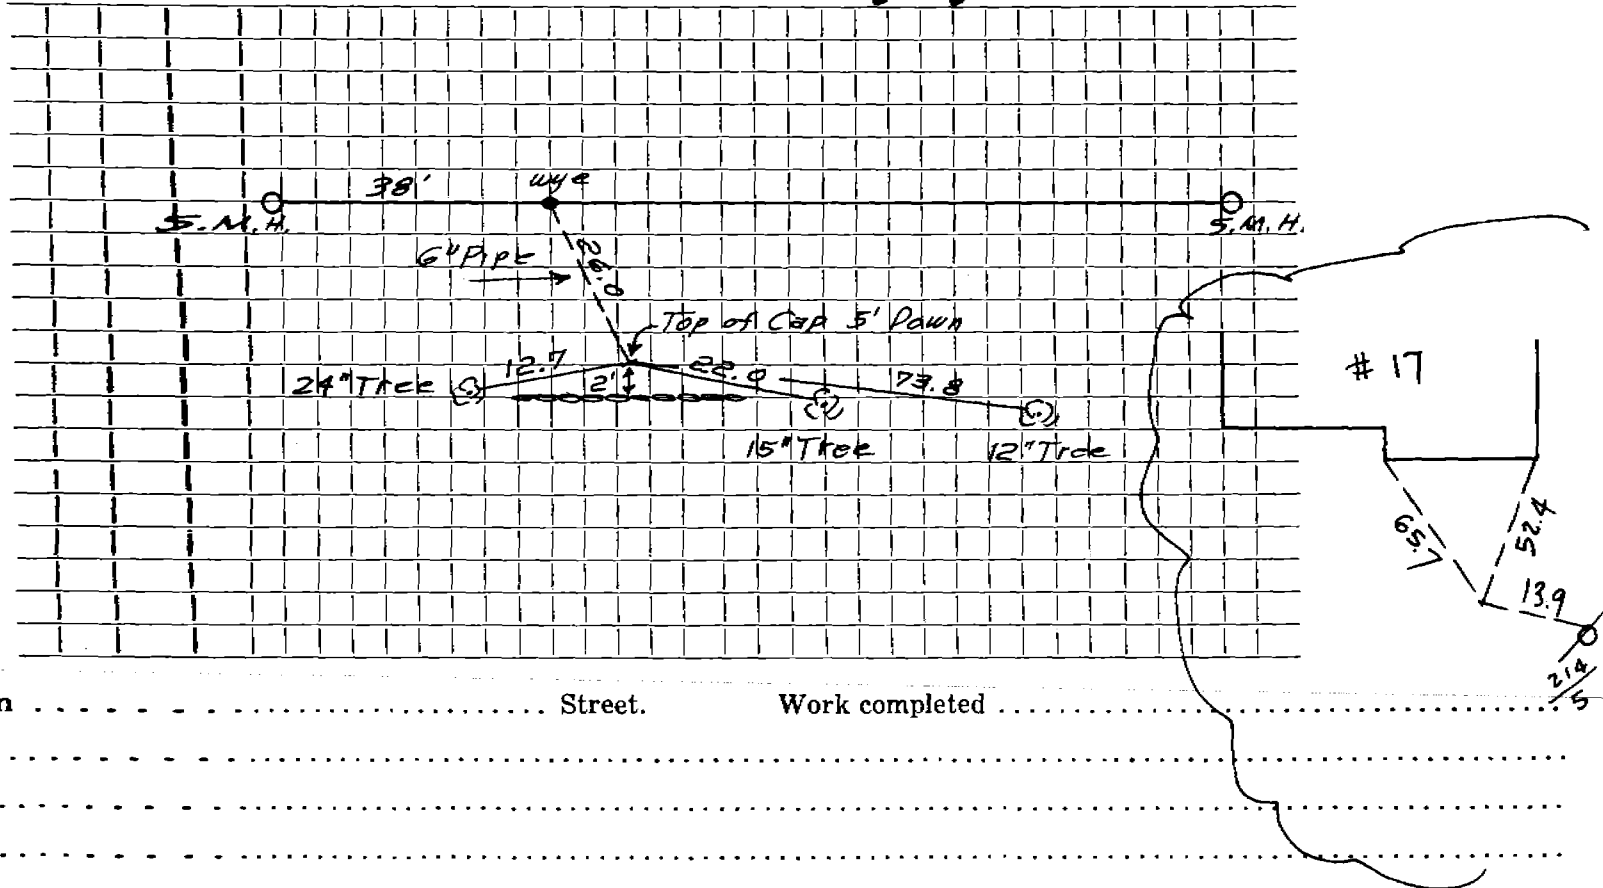 38' wye
S.M.H. S.M.H.
6" Pipe 26.0
Top of Cap 5' Down
12.7 22.0 73.8
24" Tree 2'
15" Tree 12" Tree
# 17
65.7 52.4
13.9
214
5
Street. Work completed